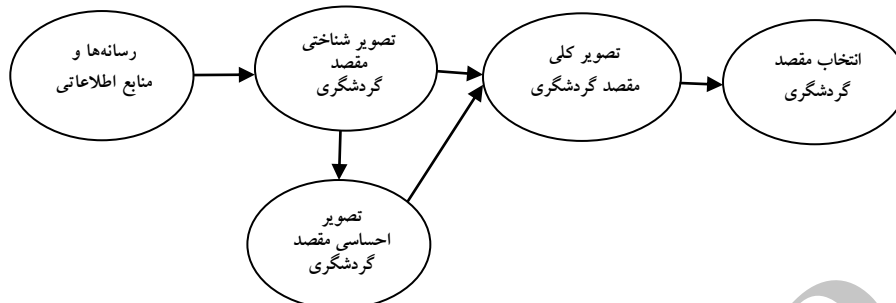 رسانه‌ها و
منابع اطلاعاتی
تصویر شناختی
مقصد
گردشگری
تصویر کلی
مقصد گردشگری
انتخاب مقصد
گردشگری
تصویر
احساسی مقصد
گردشگری